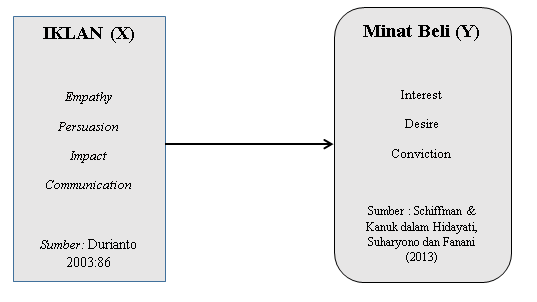 IKLAN (X)
Empathy
Persuasion
Impact
Communication
Sumber: Durianto
2003:86
Minat Beli (Y)
Interest
Desire
Conviction
Sumber : Schiffman &
Kanuk dalam Hidayati,
Suharyono dan Fanani
(2013)